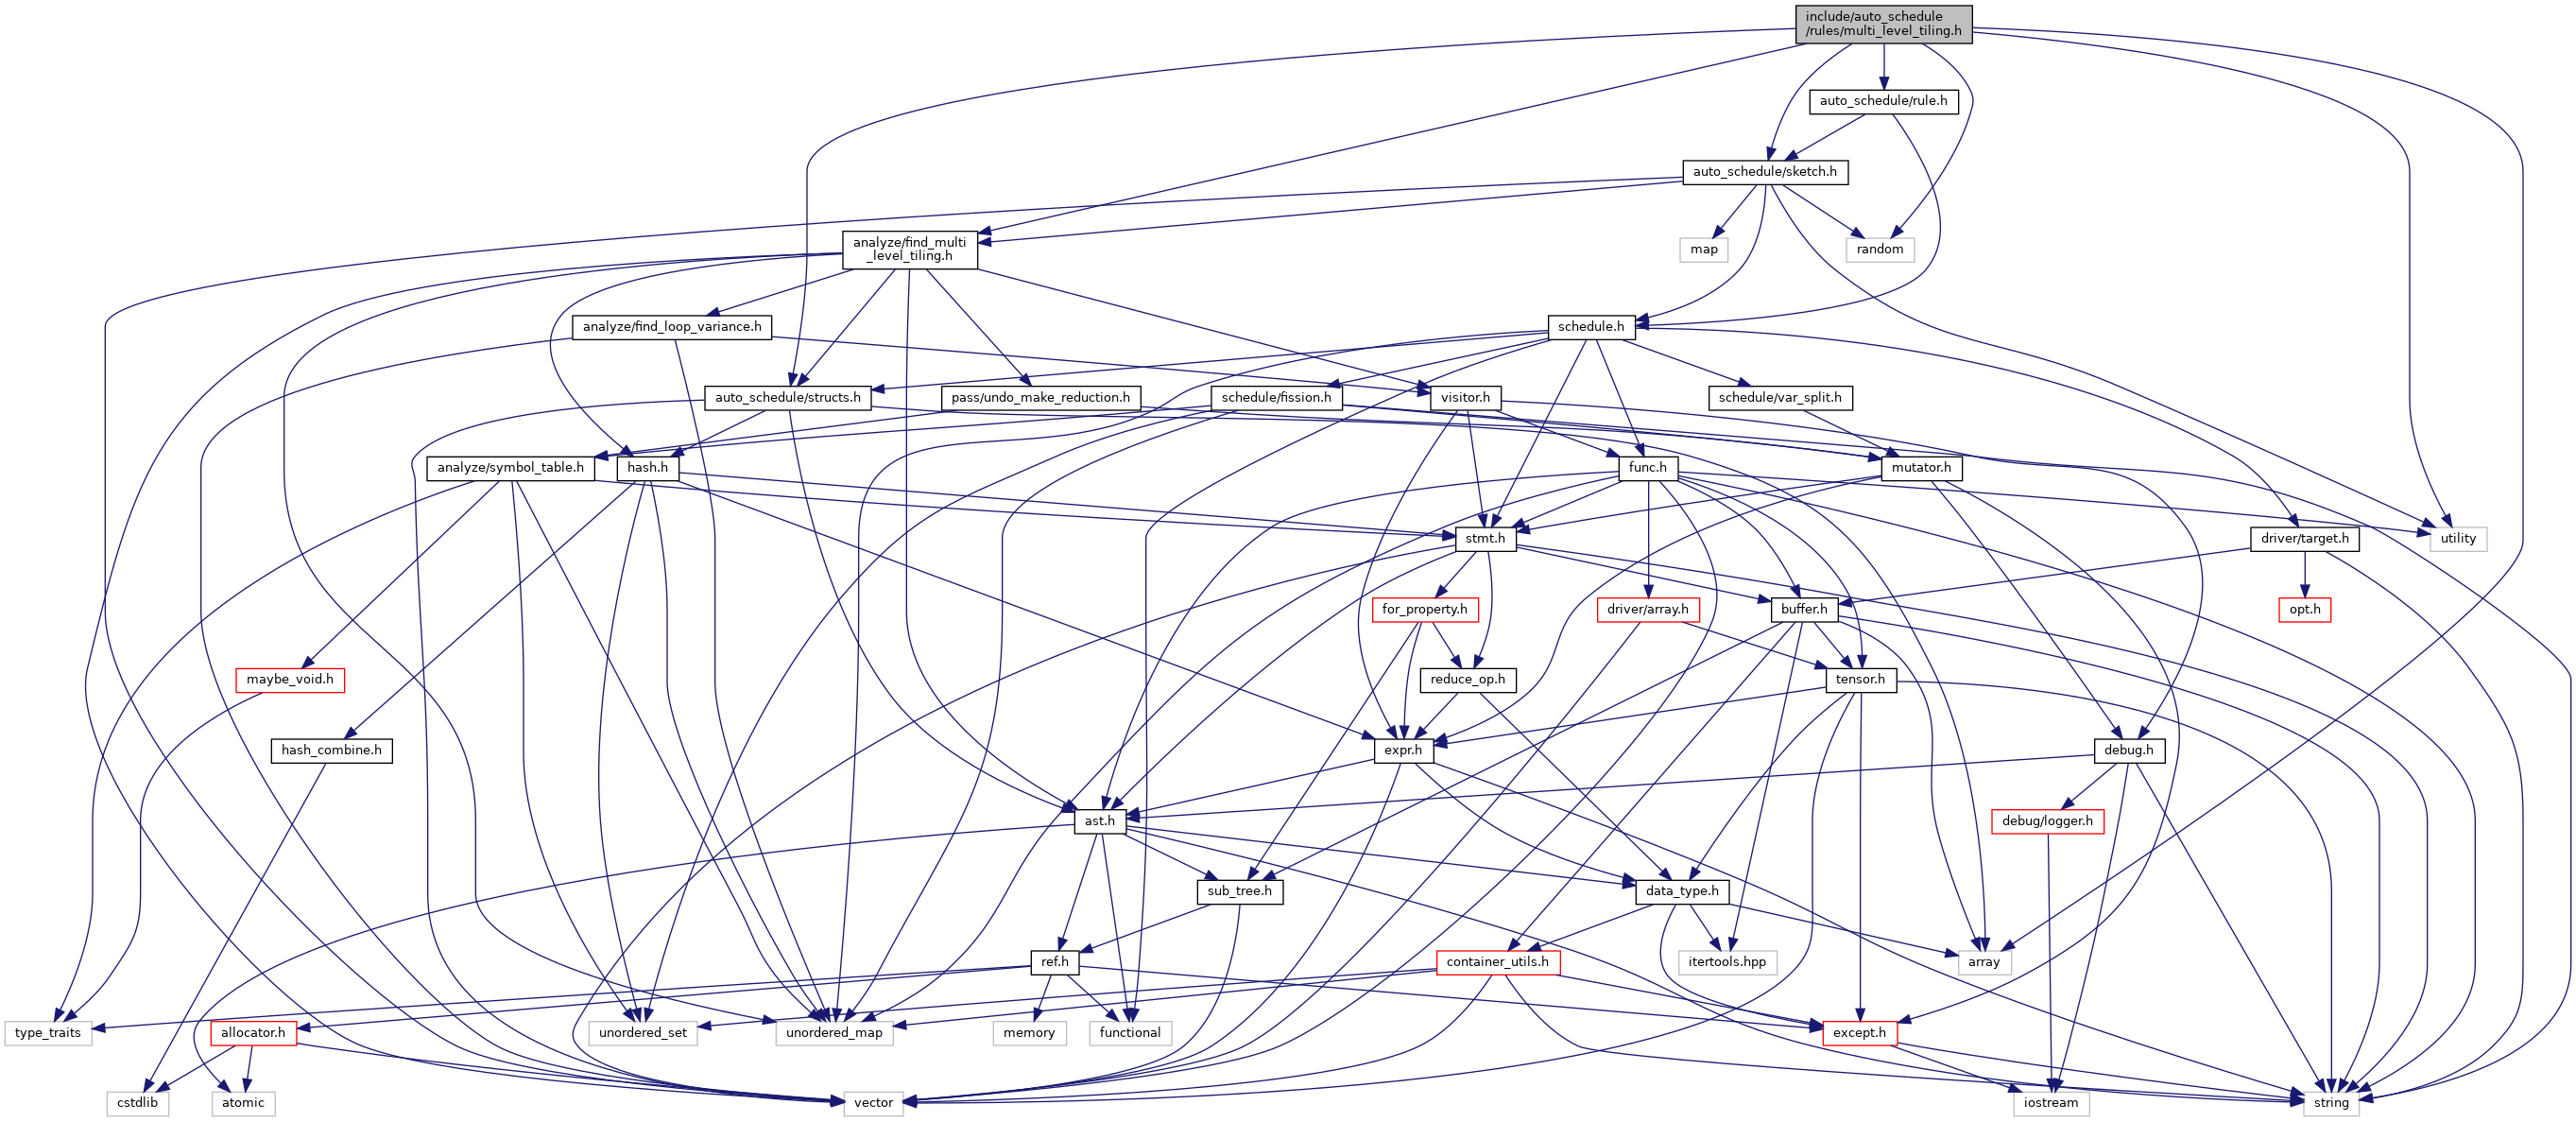 include/auto_schedule
/rules/multi_level_tiling.h
auto_schedule/rule.h
auto_schedule/sketch.h
analyze/find_multi
_level_tiling.h
map
random
analyze/find_loop_variance.h
schedule.h
auto_schedule/structs.h
pass/undo_make_reduction.h
schedule/fission.h
visitor.h
schedule/var_split.h
analyze/symbol_table.h
hash.h
func.h
mutator.h
stmt.h
driver/target.h
utility
for_property.h
driver/array.h
buffer.h
opt.h
maybe_void.h
reduce_op.h
tensor.h
hash_combine.h
expr.h
debug.h
ast.h
debug/logger.h
sub_tree.h
data_type.h
ref.h
container_utils.h
itertools.hpp
array
type_traits
allocator.h
unordered_set
unordered_map
memory
functional
except.h
cstdlib
atomic
vector
iostream
string